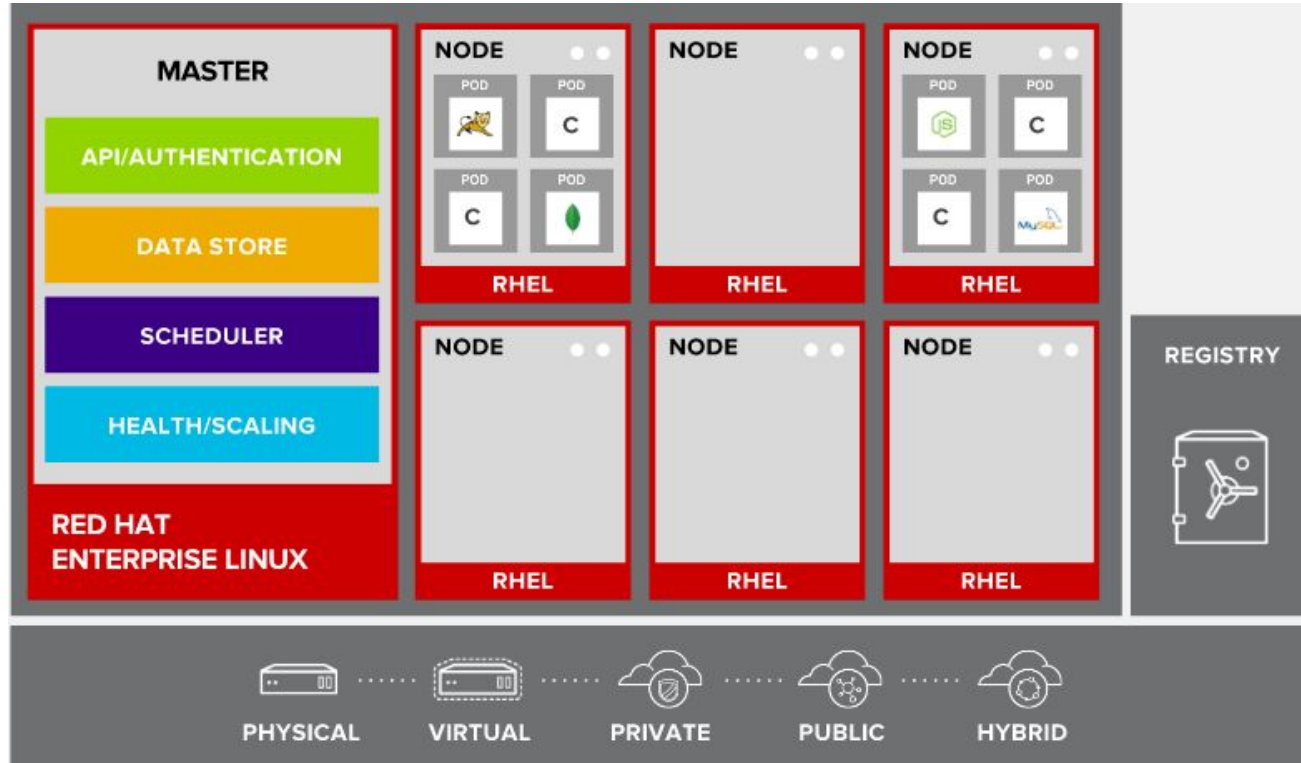 MASTER
API/AUTHENTICATION
DATA STORE
SCHEDULER
HEALTH/SCALING
RED HAT
ENTERPRISE LINUX
NODE
POD POD
C
POD POD
C
RHEL
NODE
RHEL
NODE
POD POD
JS C
POD POD
C MySQL
RHEL
NODE
RHEL
NODE
RHEL
NODE
RHEL
REGISTRY
PHYSICAL VIRTUAL PRIVATE PUBLIC HYBRID